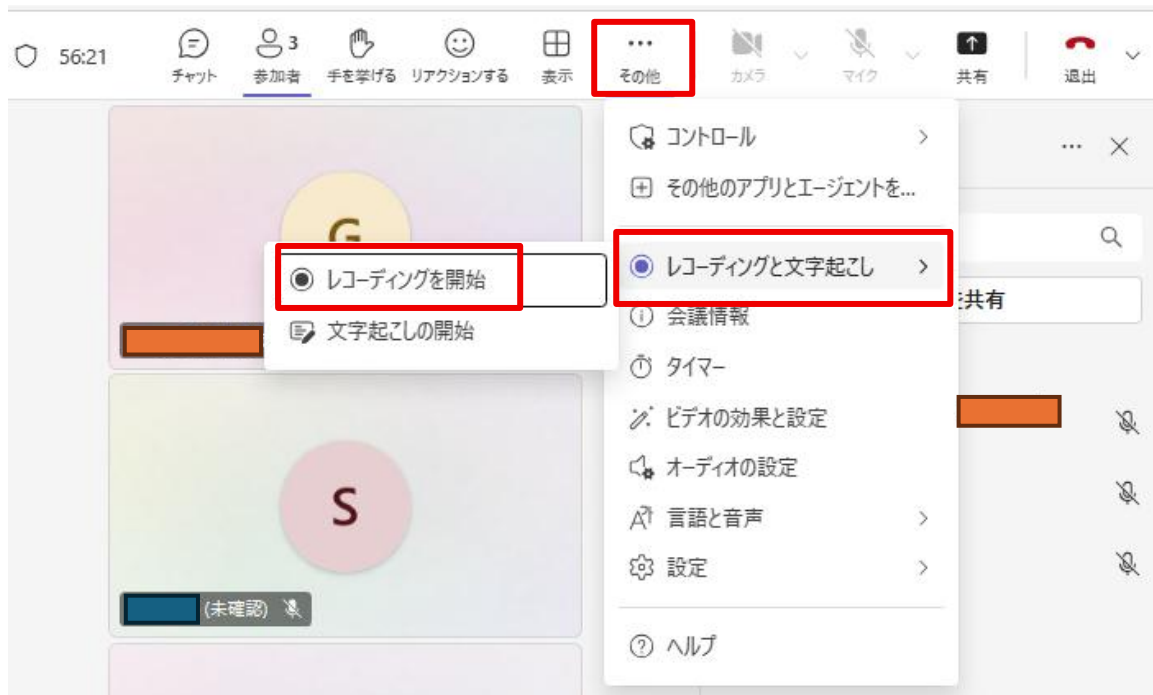 56:21
チャット
参加者
3
手を挙げる
リアクションする
表示
その他
カメラ
マイク
共有
退出
コントロール
その他のアプリとエージェントを...
レコーディングと文字起こし
会議情報
タイマー
ビデオの効果と設定
オーディオの設定
言語と音声
設定
ヘルプ
レコーディングを開始
文字起こしの開始
G
S
(未確認)
共有